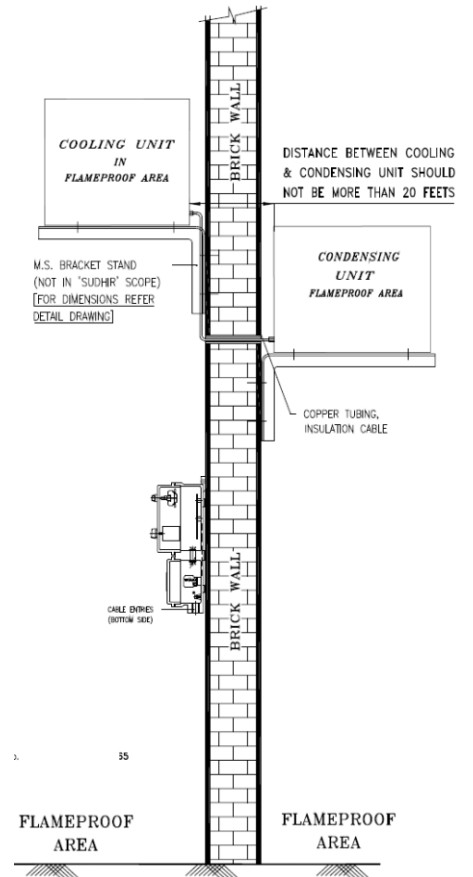 BRICK WALL
COOLING UNIT
IN
FLAMEPROOF AREA
DISTANCE BETWEEN COOLING
& CONDENSING UNIT SHOULD
NOT BE MORE THAN 20 FEETS
CONDENSING
UNIT
FLAMEPROOF AREA
M.S. BRACKET STAND
(NOT IN 'SUDHIR' SCOPE)
[FOR DIMENSIONS REFER
DETAIL DRAWING]
COPPER TUBING,
INSULATION CABLE
BRICK WALL
CABLE ENTRIES
(BOTTOM SIDE)
55
FLAMEPROOF
AREA
FLAMEPROOF
AREA